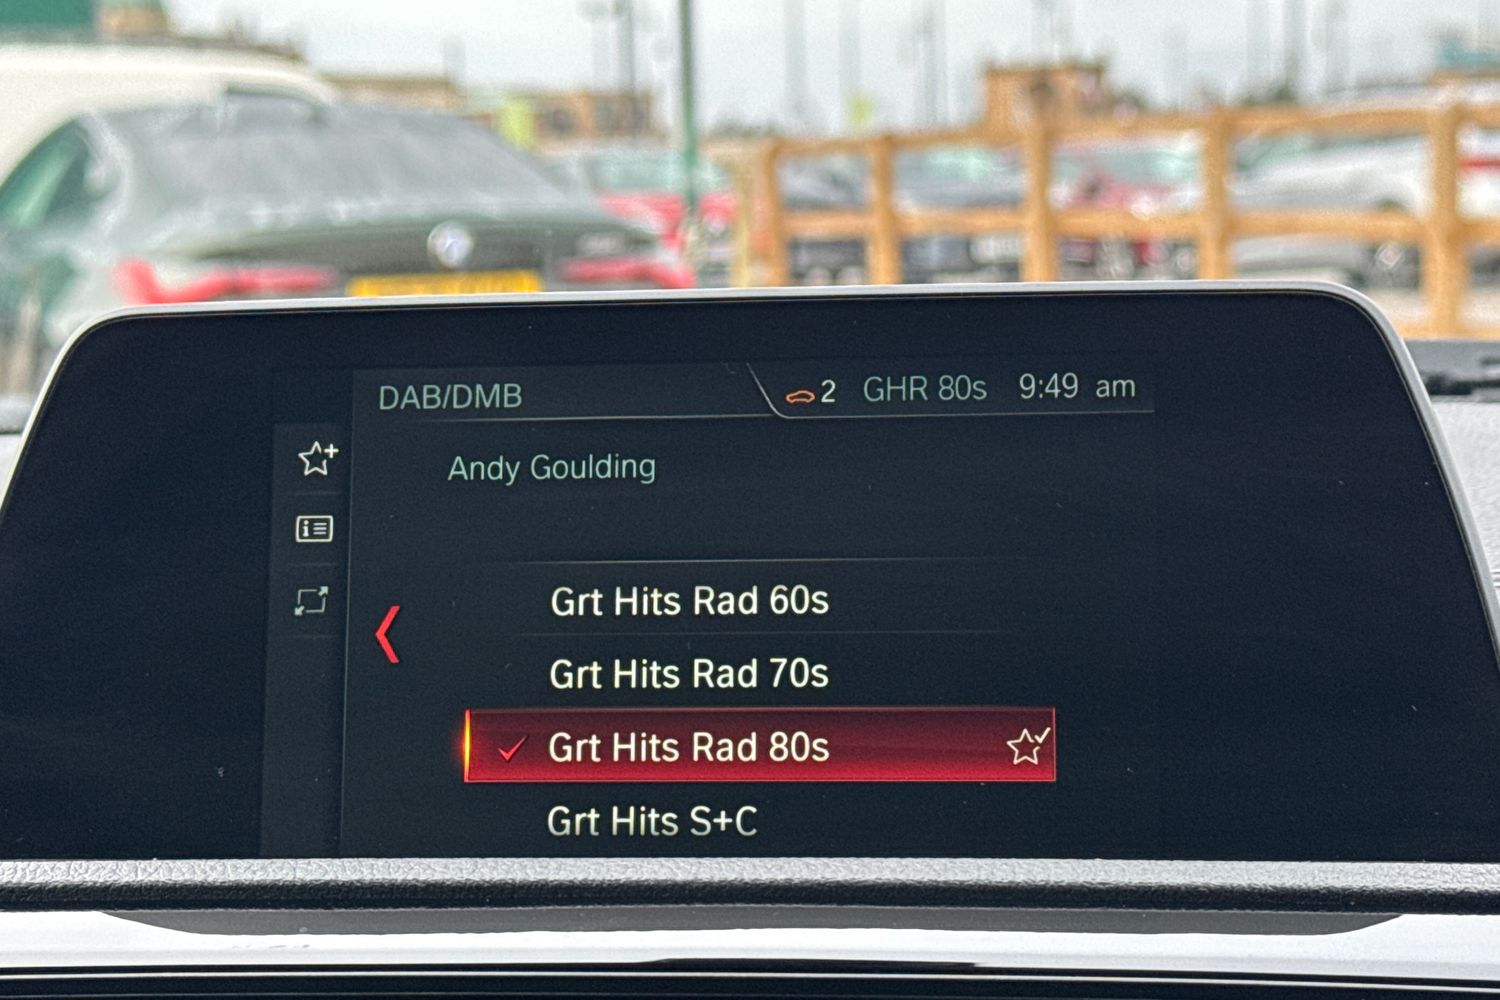 DAB/DMB
2 GHR 80s 9:49 am
Andy Goulding
Grt Hits Rad 60s
Grt Hits Rad 70s
Grt Hits Rad 80s
Grt Hits S+C